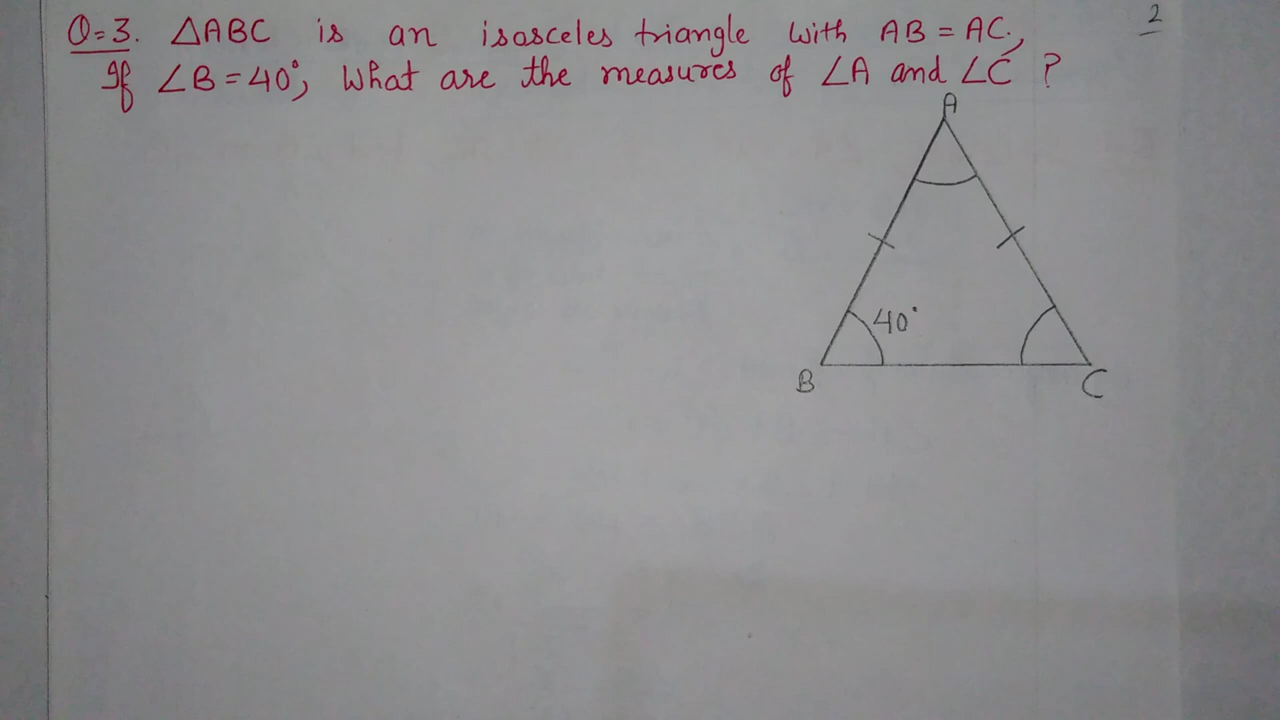 Q=3. △ABC is an isosceles triangle with AB = AC.,
If ∠B = 40°, What are the measures of ∠A and ∠C ?
2
A
40°
B
C